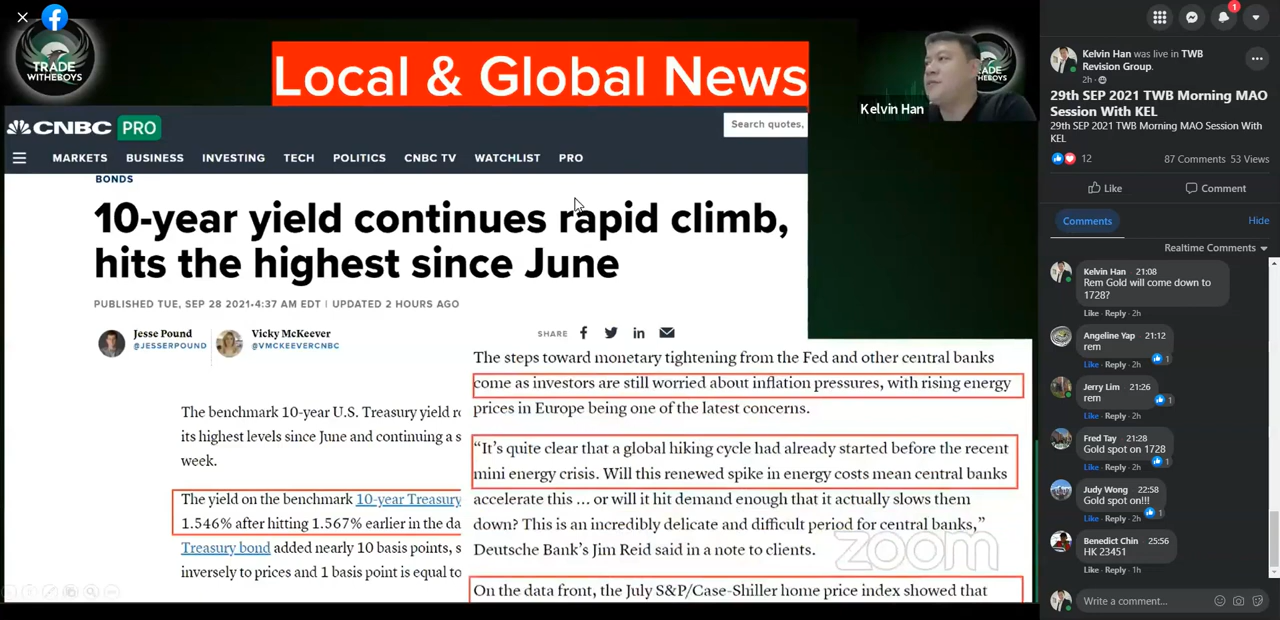 TRADE
WITHEBOYS
Local & Global News
Kelvin Han
CNBC PRO
Search quotes,
MARKETS BUSINESS INVESTING TECH POLITICS CNBC TV WATCHLIST PRO
BONDS
10-year yield continues rapid climb,
hits the highest since June
PUBLISHED TUE, SEP 28 2021•4:37 AM EDT | UPDATED 2 HOURS AGO
Jesse Pound
@JESSERPOUND
Vicky McKeever
@VMCKEEVERCNBC
SHARE
The benchmark 10-year U.S. Treasury yield ro
its highest levels since June and continuing a s
week.
The yield on the benchmark 10-year Treasury
1.546% after hitting 1.567% earlier in the da
Treasury bond added nearly 10 basis points, s
inversely to prices and 1 basis point is equal to
The steps toward monetary tightening from the Fed and other central banks
come as investors are still worried about inflation pressures, with rising energy
prices in Europe being one of the latest concerns.
“It’s quite clear that a global hiking cycle had already started before the recent
mini energy crisis. Will this renewed spike in energy costs mean central banks
accelerate this … or will it hit demand enough that it actually slows them
down? This is an incredibly delicate and difficult period for central banks,”
Deutsche Bank’s Jim Reid said in a note to clients.
zoom
On the data front, the July S&P/Case-Shiller home price index showed that
1
Kelvin Han was live in TWB
Revision Group.
2h
29th SEP 2021 TWB Morning MAO
Session With KEL
29th SEP 2021 TWB Morning MAO Session With
KEL
12
87 Comments 53 Views
Like
Comment
Comments
Hide
Realtime Comments
Kelvin Han 21:08
Rem Gold will come down to
1728?
Like · Reply · 2h
Angeline Yap 21:12
rem
1
Like · Reply · 2h
Jerry Lim 21:26
rem
1
Like · Reply · 2h
Fred Tay 21:28
Gold spot on 1728
1
Like · Reply · 2h
Judy Wong 22:58
Gold spot on!!!
1
Like · Reply · 2h
Benedict Chin 25:56
HK 23451
Like · Reply · 1h
Write a comment...